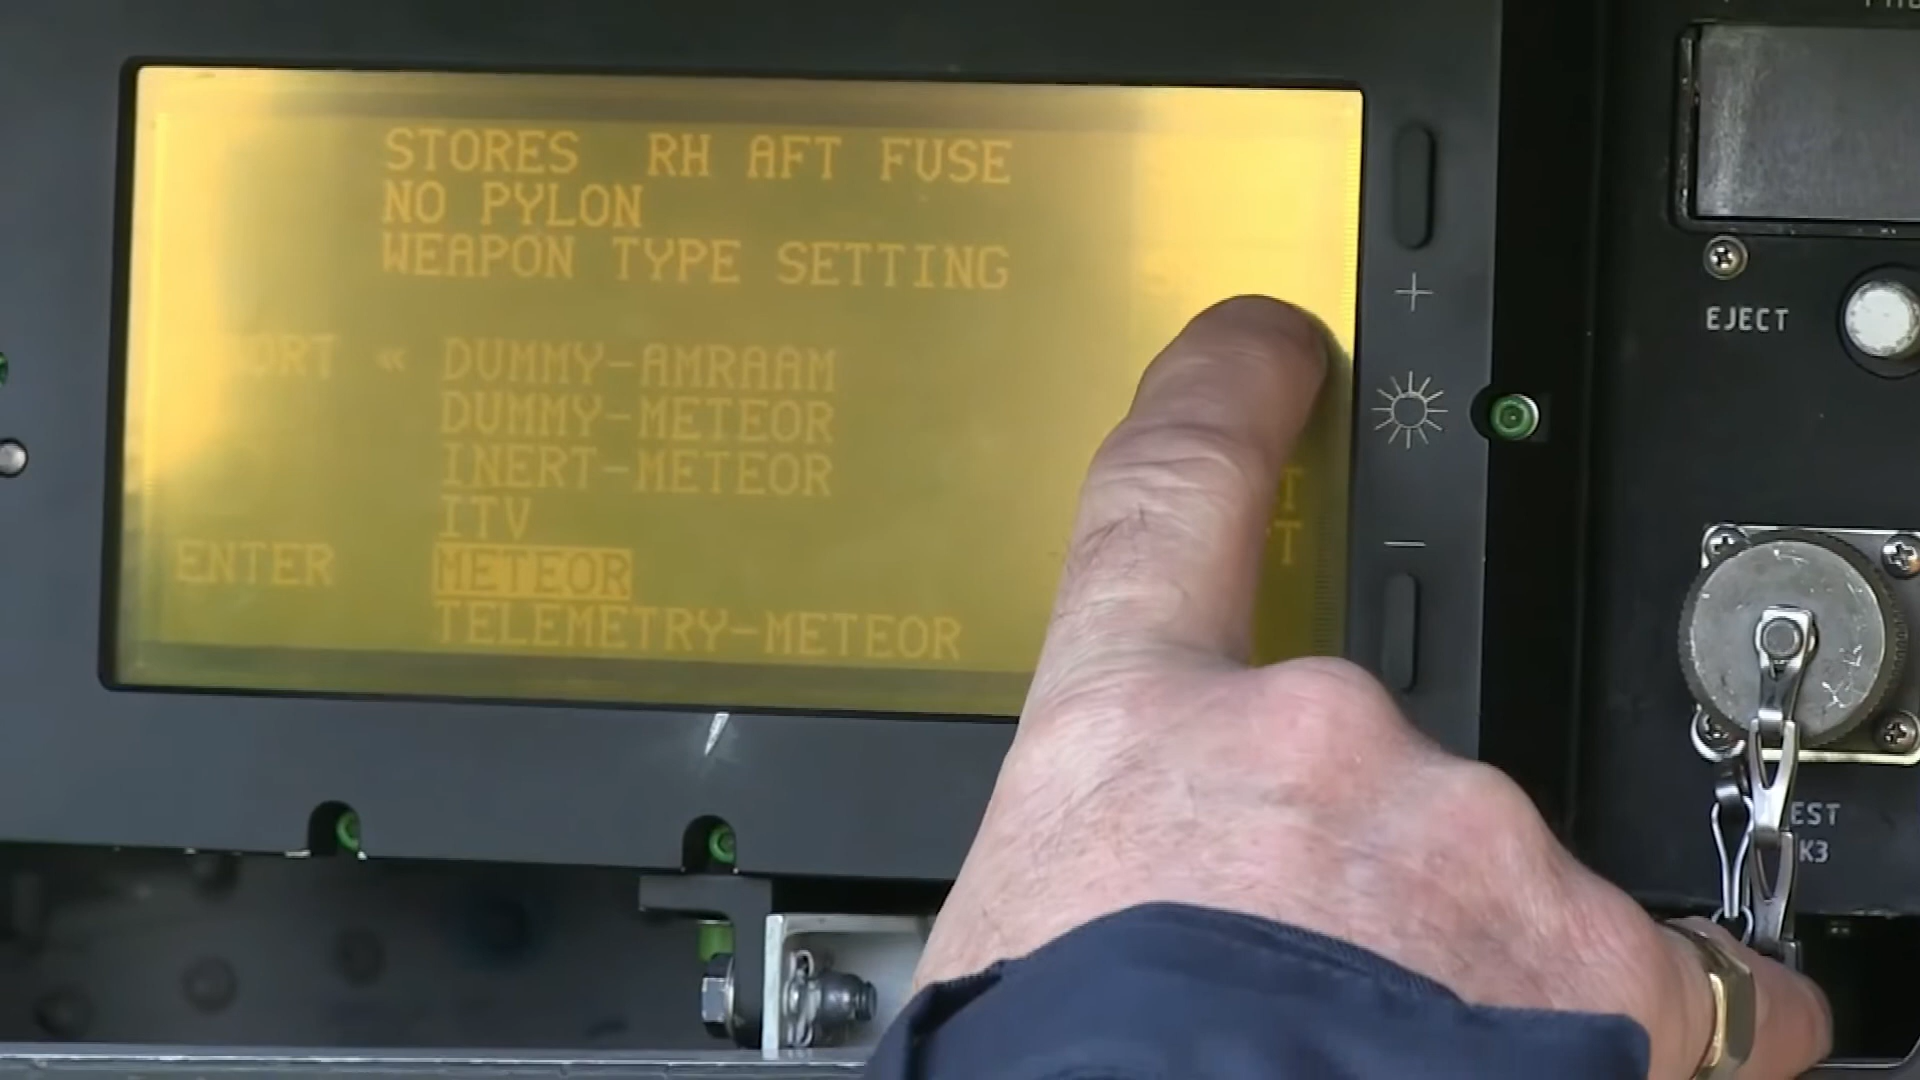 STORES RH AFT FUSE
NO PYLON
WEAPON TYPE SETTING
« DUMMY-AMRAAM
DUMMY-METEOR
INERT-METEOR
ITV
ENTER METEOR
TELEMETRY-METEOR
+
-
EJECT
K3